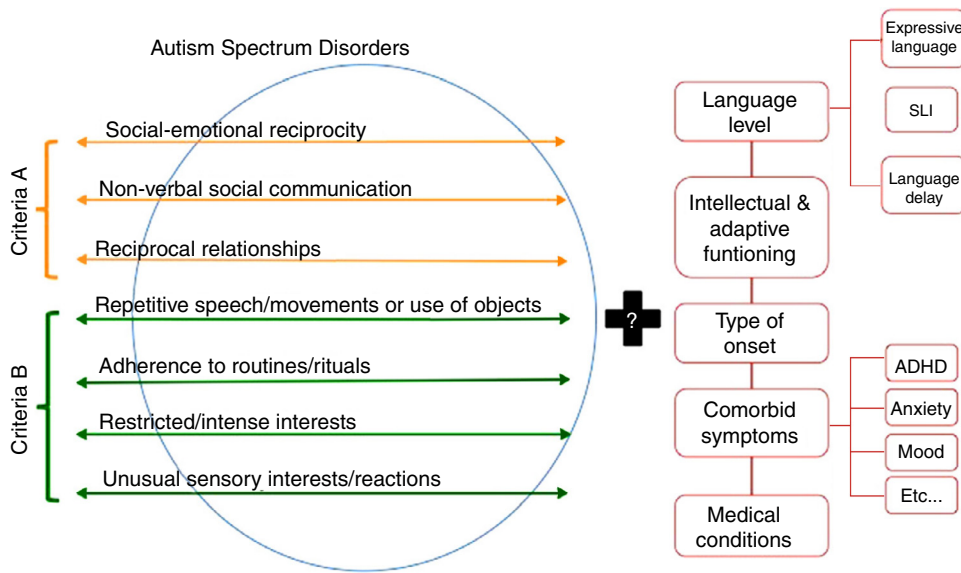 Autism Spectrum Disorders
Criteria A
Social-emotional reciprocity
Non-verbal social communication
Reciprocal relationships
Criteria B
Repetitive speech/movements or use of objects
Adherence to routines/rituals
Restricted/intense interests
Unusual sensory interests/reactions
?
Language
level
Expressive
language
SLI
Language
delay
Intellectual &
adaptive
funtioning
Type of
onset
Comorbid
symptoms
ADHD
Anxiety
Mood
Etc...
Medical
conditions